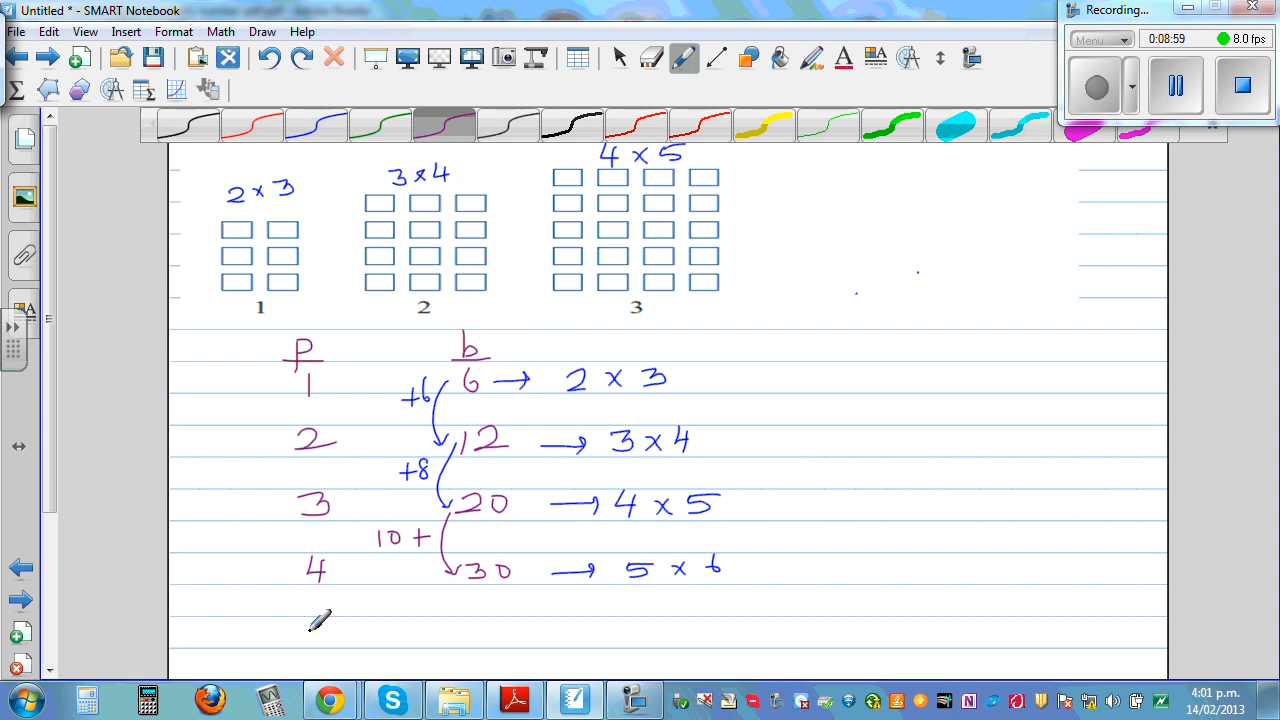 Untitled * - SMART Notebook
Recording...
File Edit View Insert Format Math Draw Help
Menu
00:08:59
8.0 fps
2 × 3
3 × 4
4 × 5
1
2
3
p b
1 6 → 2 × 3
+6
2 12 → 3 × 4
+8
3 20 → 4 × 5
10 +
4 30 → 5 × 6
4:01 p.m.
14/02/2013